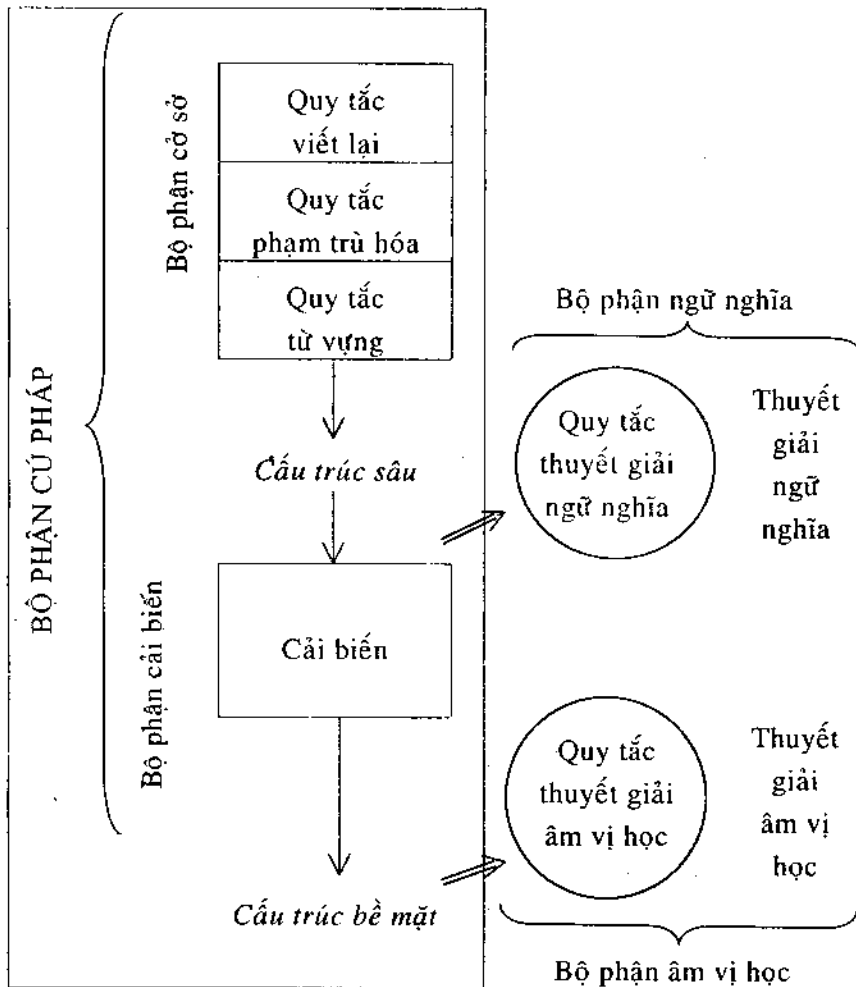 BỘ PHẬN CÚ PHÁP
Bộ phận cờ sở
Quy tắc
viết lại
Quy tắc
phạm trù hóa
Quy tắc
từ vựng
Cấu trúc sâu
Bộ phận cải biến
Cải biến
Cấu trúc bề mặt
Bộ phận ngữ nghĩa
Quy tắc
thuyết giải
ngữ nghĩa
Thuyết
giải
ngữ
nghĩa
Quy tắc
thuyết giải
âm vị học
Thuyết
giải
âm vị
học
Bộ phận âm vị học